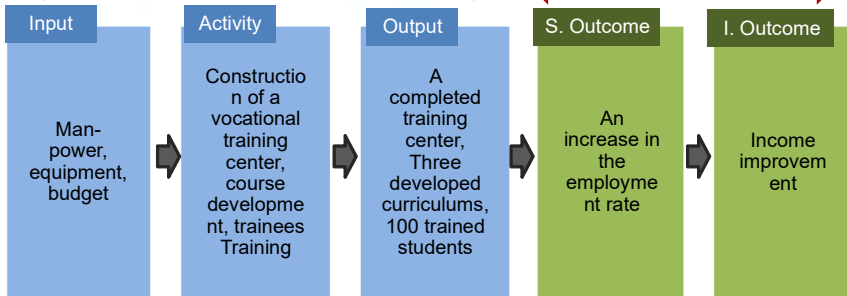 Input
Man-
power,
equipment,
budget
Activity
Constructio
n of a
vocational
training
center,
course
developme
nt, trainees
Training
Output
A
completed
training
center,
Three
developed
curriculums,
100 trained
students
S. Outcome
An
increase in
the
employme
nt rate
I. Outcome
Income
improvem
ent